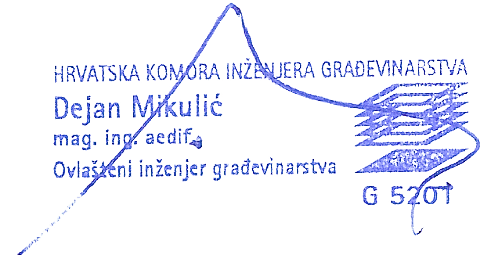 HRVATSKA KOMORA INŽENJERA GRAĐEVINARSTVA
Dejan Mikulić
mag. ing. aedif.
Ovlašteni inženjer građevinarstva
G 5201